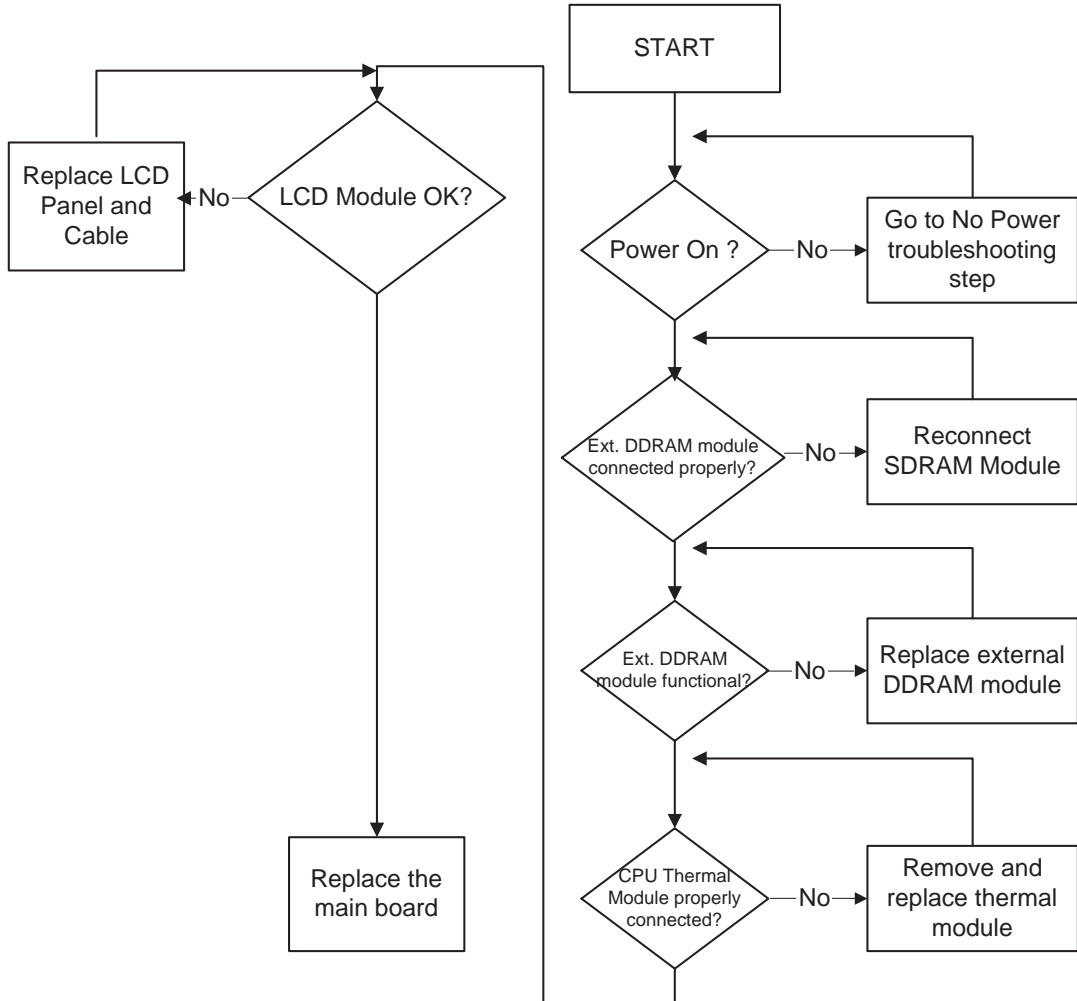 START
Power On ?
No
Go to No Power
troubleshooting
step
Ext. DDRAM module
connected properly?
No
Reconnect
SDRAM Module
Ext. DDRAM
module functional?
No
Replace external
DDRAM module
CPU Thermal
Module properly
connected?
No
Remove and
replace thermal
module
LCD Module OK?
No
Replace LCD
Panel and
Cable
Replace the
main board